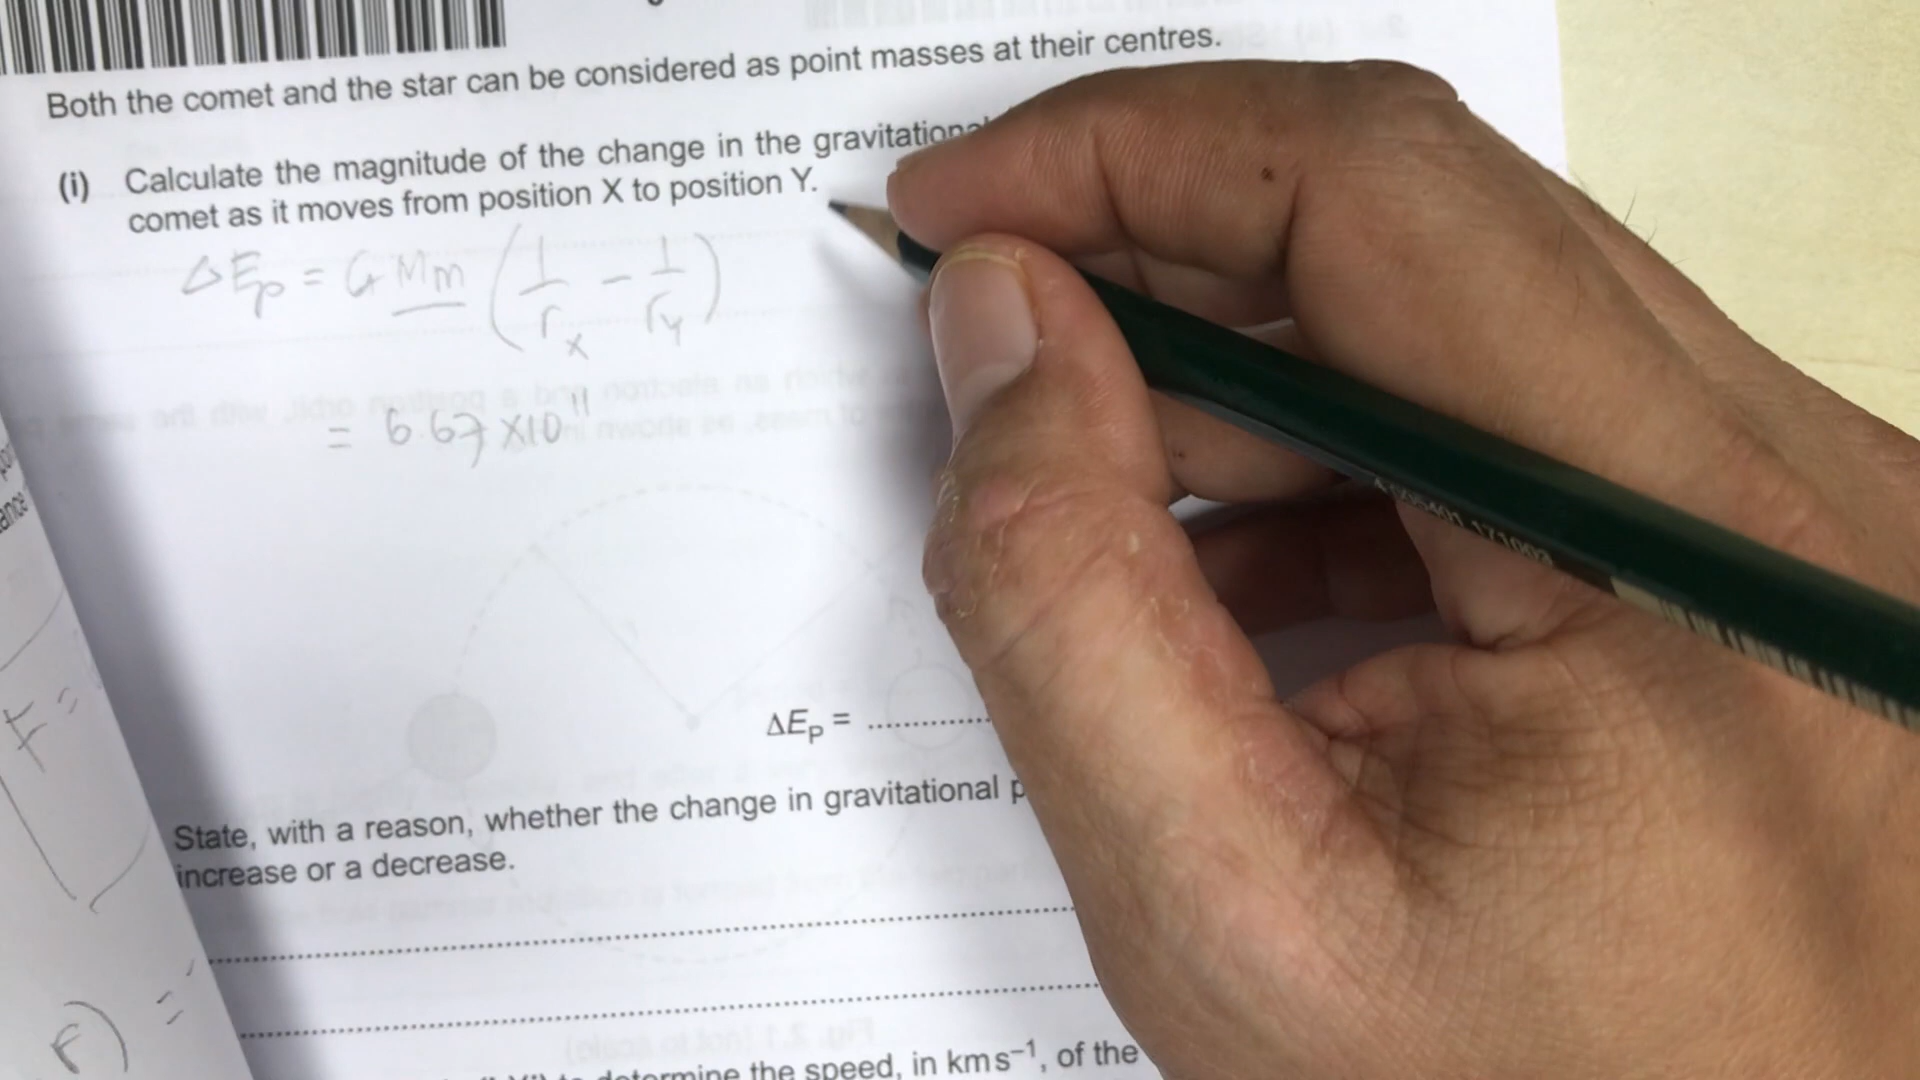 Both the comet and the star can be considered as point masses at their centres.
(i) Calculate the magnitude of the change in the gravitational
comet as it moves from position X to position Y.
ΔEp = G Mm (1/rx - 1/ry)
= 6.67 x10^11
ΔEp = ..............
State, with a reason, whether the change in gravitational p
increase or a decrease.
determine the speed, in km s⁻¹, of the
F =
) =